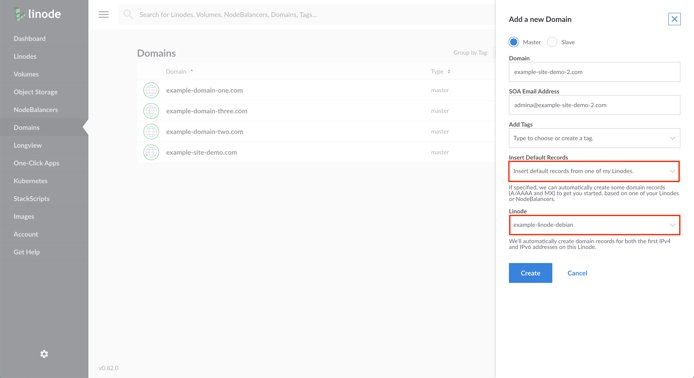 linode
Dashboard
Linodes
Volumes
Object Storage
NodeBalancers
Domains
Longview
One-Click Apps
Kubernetes
StackScripts
Images
Account
Get Help
Search for Linodes, Volumes, NodeBalancers, Domains, Tags...
Domains
Group by Tag:
Domain Type
example-domain-one.com master
example-domain-three.com master
example-domain-two.com master
example-site-demo.com master
v0.62.0
Add a new Domain
Master Slave
Domain
example-site-demo-2.com
SOA Email Address
admina@example-site-demo-2.com
Add Tags
Type to choose or create a tag.
Insert Default Records
Insert default records from one of my Linodes.
If specified, we can automatically create some domain records
(A/AAAA and MX) to get you started, based on one of your Linodes
or NodeBalancers.
Linode
example-linode-debian
We'll automatically create domain records for both the first IPv4
and IPv6 addresses on this Linode.
Create Cancel